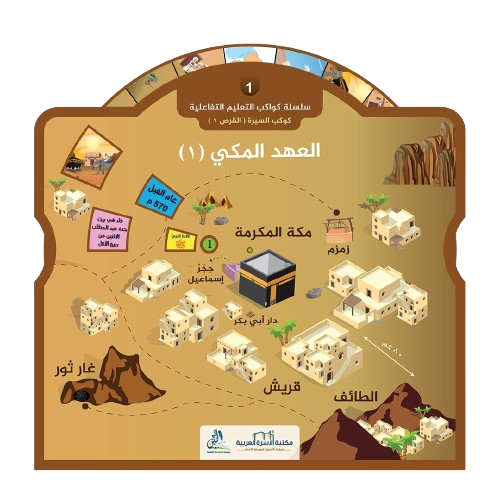 1
سلسلة كواكب التعليم التفاعلية
كوكب السيرة ( القرص ١ )
العهد المكي (١)
عام الفيل
570 م
ولد في بيت
جده عبد المطلب
الإثنين من
ربيع الأول
1
مكة المكرمة
زمزم
حجر
إسماعيل
دار أبي بكر
٨٠ كم
غار ثور
قريش
الطائف
مكتبة الأسرة العربية